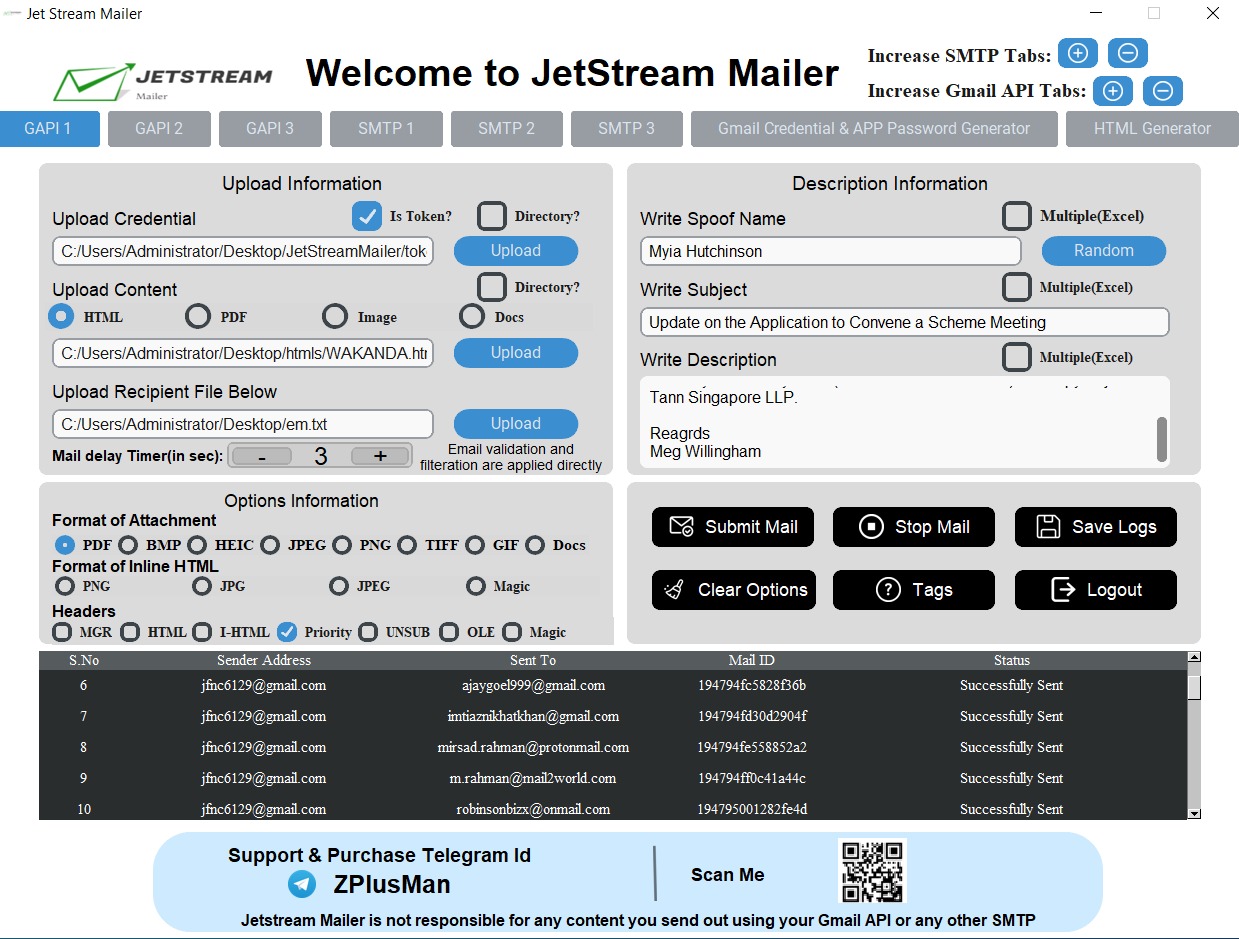 Jet Stream Mailer
JETSTREAM
Mailer
Welcome to JetStream Mailer
Increase SMTP Tabs:
Increase Gmail API Tabs:
GAPI 1 GAPI 2 GAPI 3 SMTP 1 SMTP 2 SMTP 3 Gmail Credential & APP Password Generator HTML Generator
Upload Information
Upload Credential Is Token? Directory?
C:/Users/Administrator/Desktop/JetStreamMailer/tok Upload
Upload Content Directory?
HTML PDF Image Docs
C:/Users/Administrator/Desktop/htmls/WAKANDA.htr Upload
Upload Recipient File Below
C:/Users/Administrator/Desktop/em.txt Upload
Mail delay Timer(in sec): - 3 +
Email validation and
filteration are applied directly
Description Information
Write Spoof Name Multiple(Excel)
Myia Hutchinson Random
Write Subject Multiple(Excel)
Update on the Application to Convene a Scheme Meeting
Write Description Multiple(Excel)
Tann Singapore LLP.
Reagrds
Meg Willingham
Options Information
Format of Attachment
PDF BMP HEIC JPEG PNG TIFF GIF Docs
Format of Inline HTML
PNG JPG JPEG Magic
Headers
MGR HTML I-HTML Priority UNSUB OLE Magic
Submit Mail Stop Mail Save Logs
Clear Options Tags Logout
S.No Sender Address Sent To Mail ID Status
6 jfnc6129@gmail.com ajaygoel999@gmail.com 194794fc5828f36b Successfully Sent
7 jfnc6129@gmail.com imtiaznikhatkhan@gmail.com 194794fd30d2904f Successfully Sent
8 jfnc6129@gmail.com mirsad.rahman@protonmail.com 194794fe558852a2 Successfully Sent
9 jfnc6129@gmail.com m.rahman@mail2world.com 194794ff0c41a44c Successfully Sent
10 jfnc6129@gmail.com robinsonbizx@onmail.com 194795001282fe4d Successfully Sent
Support & Purchase Telegram Id
ZPlusMan
Scan Me
Jetstream Mailer is not responsible for any content you send out using your Gmail API or any other SMTP